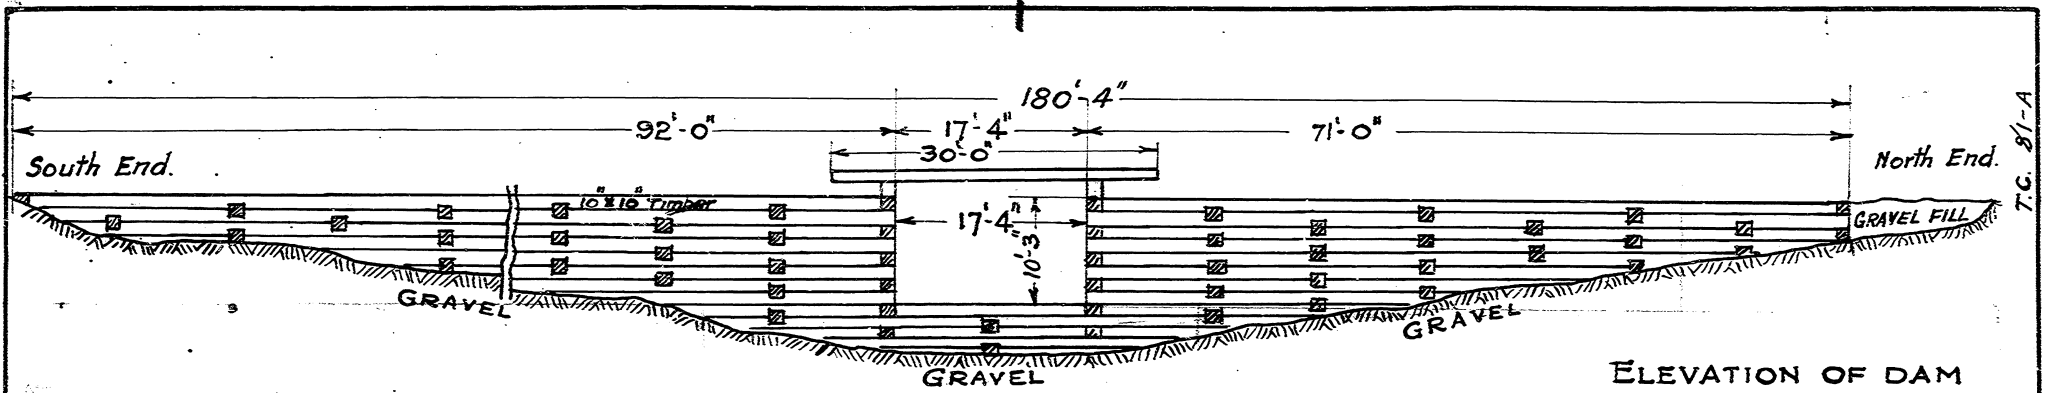 180'-4"
92'-0" 17'-4" 71'-0"
30'-0"
South End. North End.
T.C. 81-A
10" x 10" Timber
17'-4"
10'-3"
GRAVEL FILL
GRAVEL
GRAVEL
GRAVEL
ELEVATION OF DAM